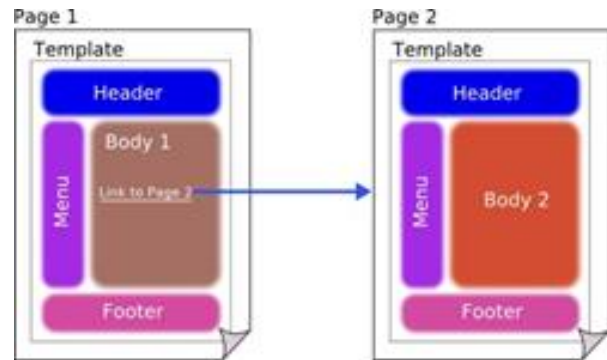 Page 1
Template
Header
Menu
Body 1
Link to Page 2
Footer
Page 2
Template
Header
Menu
Body 2
Footer